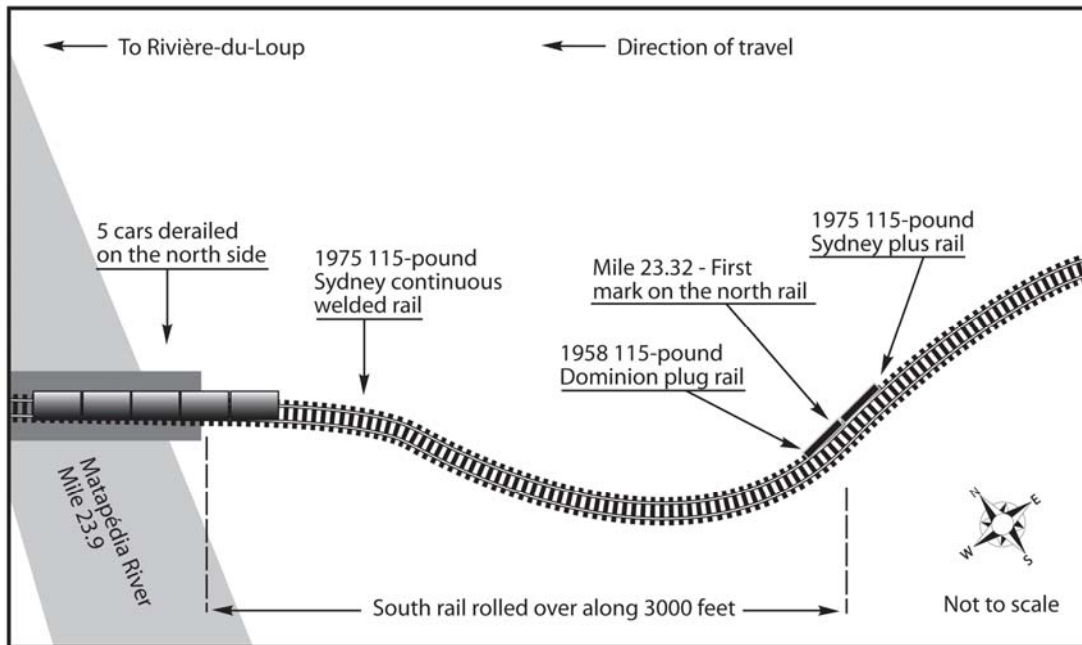 To Rivière-du-Loup
Direction of travel
5 cars derailed
on the north side
1975 115-pound
Sydney continuous
welded rail
Mile 23.32 - First
mark on the north rail
1975 115-pound
Sydney plus rail
1958 115-pound
Dominion plug rail
Matapédia River
Mile 23.9
N
E
W
S
South rail rolled over along 3000 feet
Not to scale